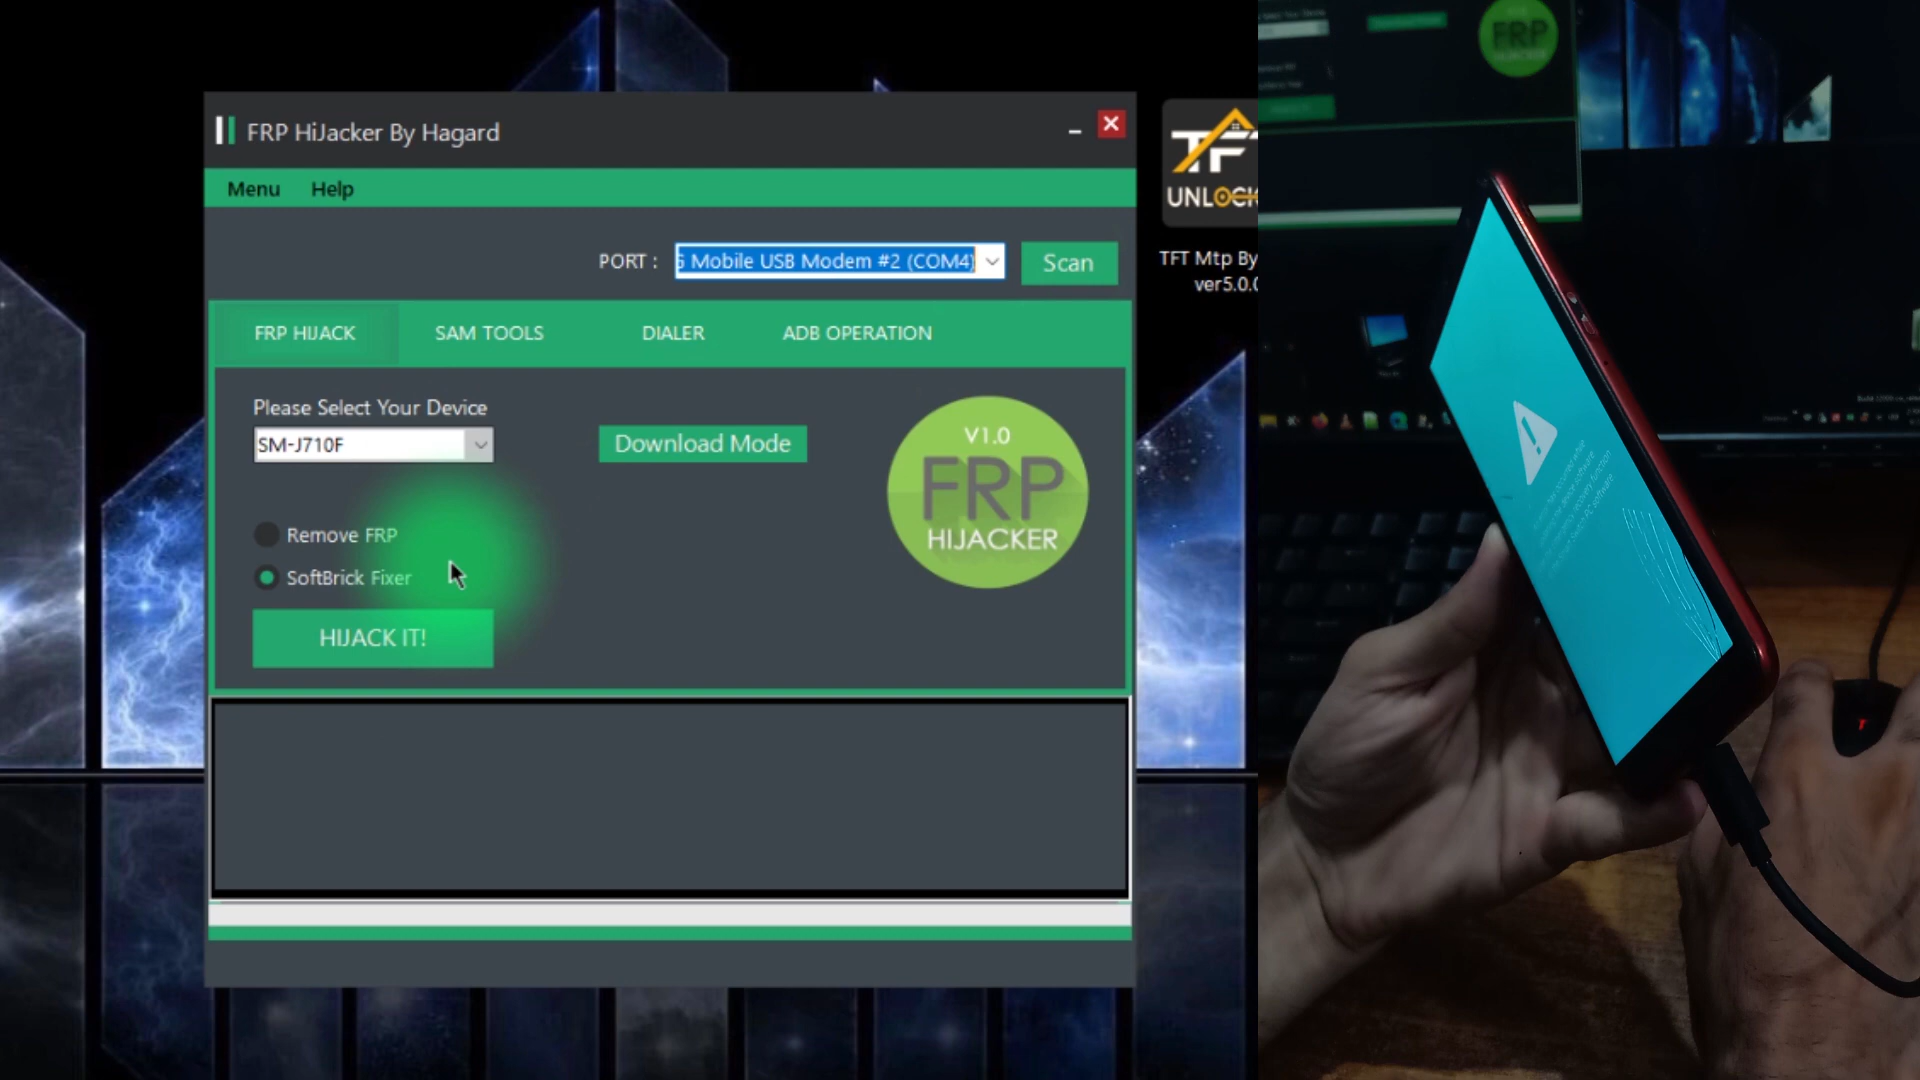 FRP HiJacker By Hagard
Menu Help
PORT :
Mobile USB Modem #2 (COM4)
Scan
FRP HIJACK
SAM TOOLS
DIALER
ADB OPERATION
Please Select Your Device
SM-J710F
Download Mode
V1.0
FRP
HIJACKER
Remove FRP
SoftBrick Fixer
HIJACK IT!
TFT
UNLOCK
TFT Mtp By
ver5.0.0
FRP